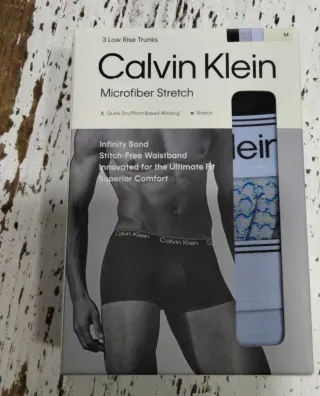 3 Low Rise Trunks
M
Calvin Klein
Microfiber Stretch
Quick Dry/Plant-Based Wicking* Stretch
Infinity Bond
Stitch-Free Waistband
Innovated for the Ultimate Fit
Superior Comfort
lein
Calvin Klein Calvin Klein